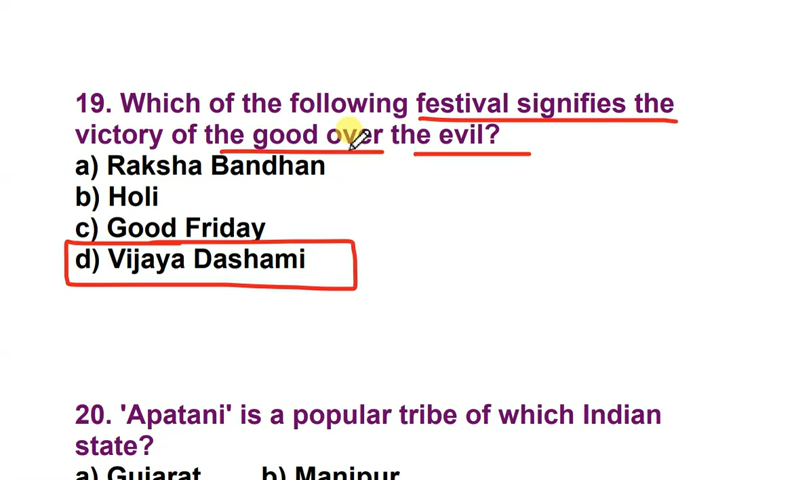 19. Which of the following festival signifies the
victory of the good over the evil?
a) Raksha Bandhan
b) Holi
c) Good Friday
d) Vijaya Dashami
20. 'Apatani' is a popular tribe of which Indian
state?
a) Gujarat b) Manipur